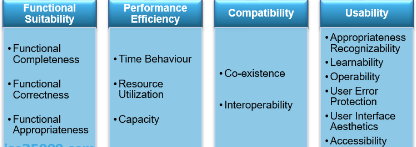 Functional
Suitability
• Functional
Completeness
• Functional
Correctness
• Functional
Appropriateness
Performance
Efficiency
• Time Behaviour
• Resource
Utilization
• Capacity
Compatibility
• Co-existence
• Interoperability
Usability
• Appropriateness
Recognizability
• Learnability
• Operability
• User Error
Protection
• User Interface
Aesthetics
• Accessibility